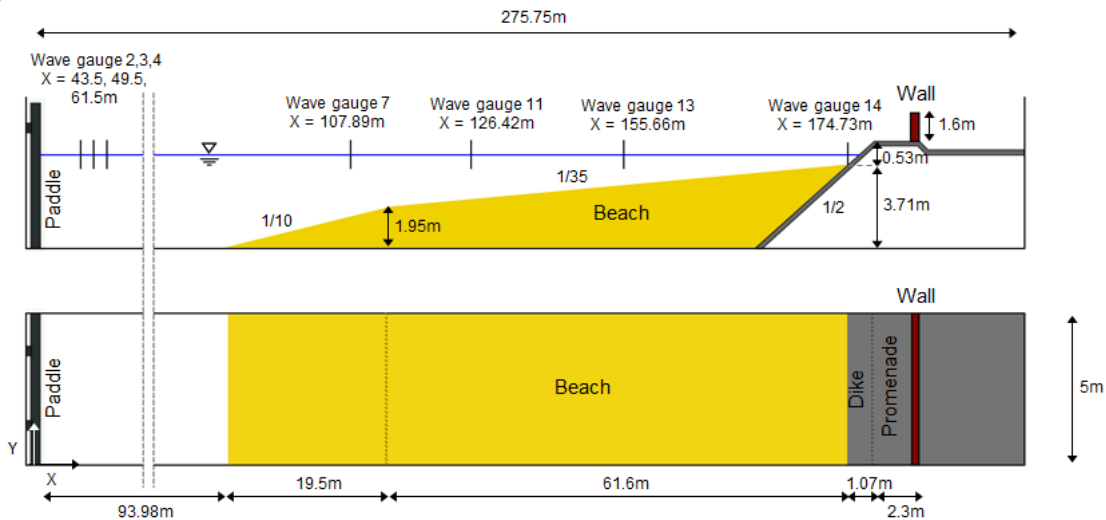 275.75m
Wave gauge 2,3,4
X = 43.5, 49.5,
61.5m
Wave gauge 7
X = 107.89m
Wave gauge 11
X = 126.42m
Wave gauge 13
X = 155.66m
Wave gauge 14
X = 174.73m
Wall
1.6m
0.53m
Paddle
1/10
1.95m
1/35
Beach
1/2
3.71m
Wall
Paddle
Beach
Dike
Promenade
5m
Y
X
93.98m
19.5m
61.6m
1.07m
2.3m